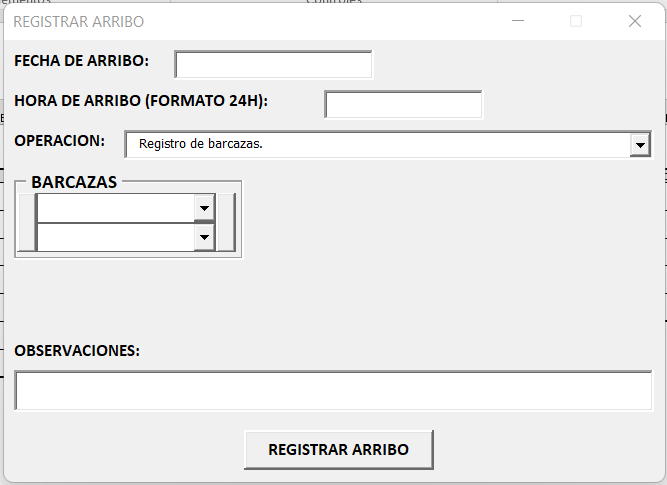 REGISTRAR ARRIBO
FECHA DE ARRIBO:
HORA DE ARRIBO (FORMATO 24H):
OPERACION: Registro de barcazas.
BARCAZAS
OBSERVACIONES:
REGISTRAR ARRIBO